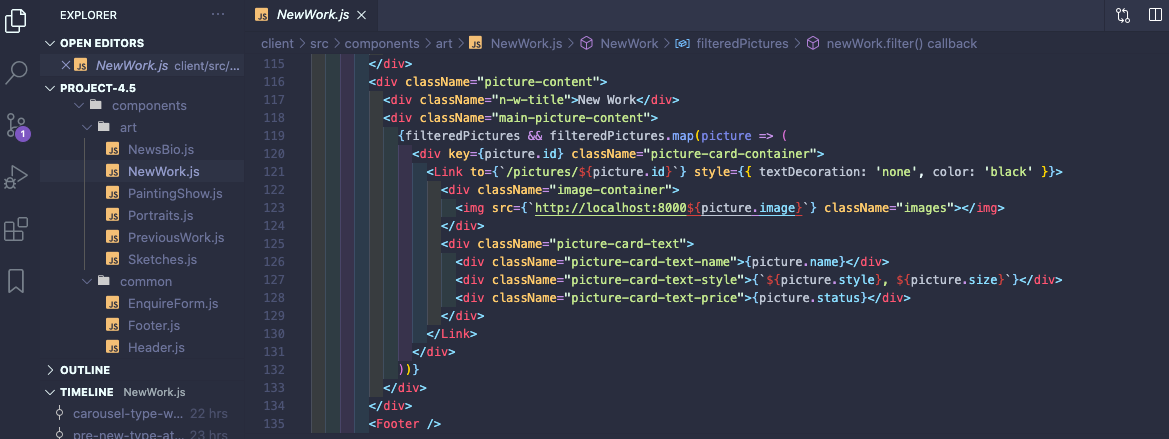 EXPLORER
OPEN EDITORS
JS NewWork.js client/src/...
PROJECT-4.5
components
art
JS NewsBio.js
JS NewWork.js
JS PaintingShow.js
JS Portraits.js
JS PreviousWork.js
JS Sketches.js
common
JS EnquireForm.js
JS Footer.js
JS Header.js
OUTLINE
TIMELINE NewWork.js
carousel-type-w... 22 hrs
pre-new-type-at... 23 hrs
1
JS NewWork.js
client > src > components > art > JS NewWork.js > NewWork > filteredPictures > newWork.filter() callback
115 </div>
116 <div className="picture-content">
117 <div className="n-w-title">New Work</div>
118 <div className="main-picture-content">
119 {filteredPictures && filteredPictures.map(picture => (
120 <div key={picture.id} className="picture-card-container">
121 <Link to={`/pictures/${picture.id}`} style={{ textDecoration: 'none', color: 'black' }}>
122 <div className="image-container">
123 <img src={`http://localhost:8000${picture.image}`} className="images"></img>
124 </div>
125 <div className="picture-card-text">
126 <div className="picture-card-text-name">{picture.name}</div>
127 <div className="picture-card-text-style">{`${picture.style}, ${picture.size}`}</div>
128 <div className="picture-card-text-price">{picture.status}</div>
129 </div>
130 </Link>
131 </div>
132 ))}
133 </div>
134 </div>
135 <Footer />